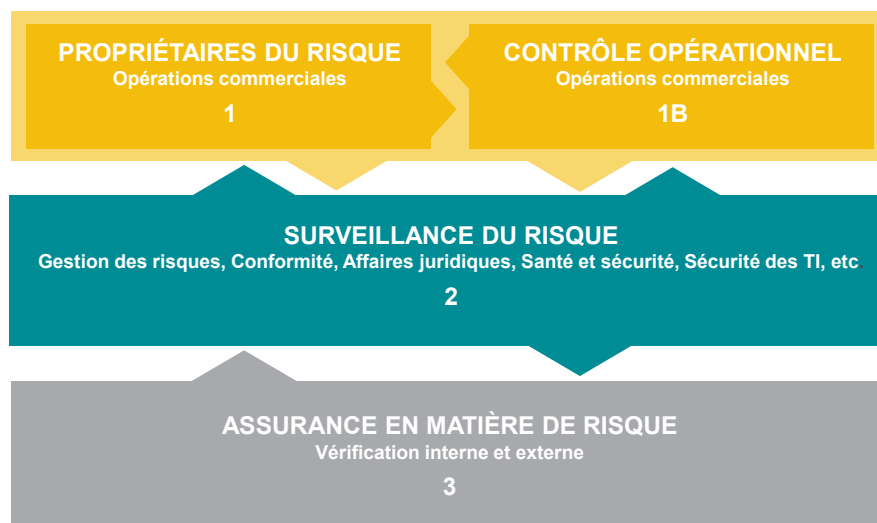 PROPRIÉTAIRES DU RISQUE
Opérations commerciales
1
CONTRÔLE OPÉRATIONNEL
Opérations commerciales
1B
SURVEILLANCE DU RISQUE
Gestion des risques, Conformité, Affaires juridiques, Santé et sécurité, Sécurité des TI, etc.
2
ASSURANCE EN MATIÈRE DE RISQUE
Vérification interne et externe
3